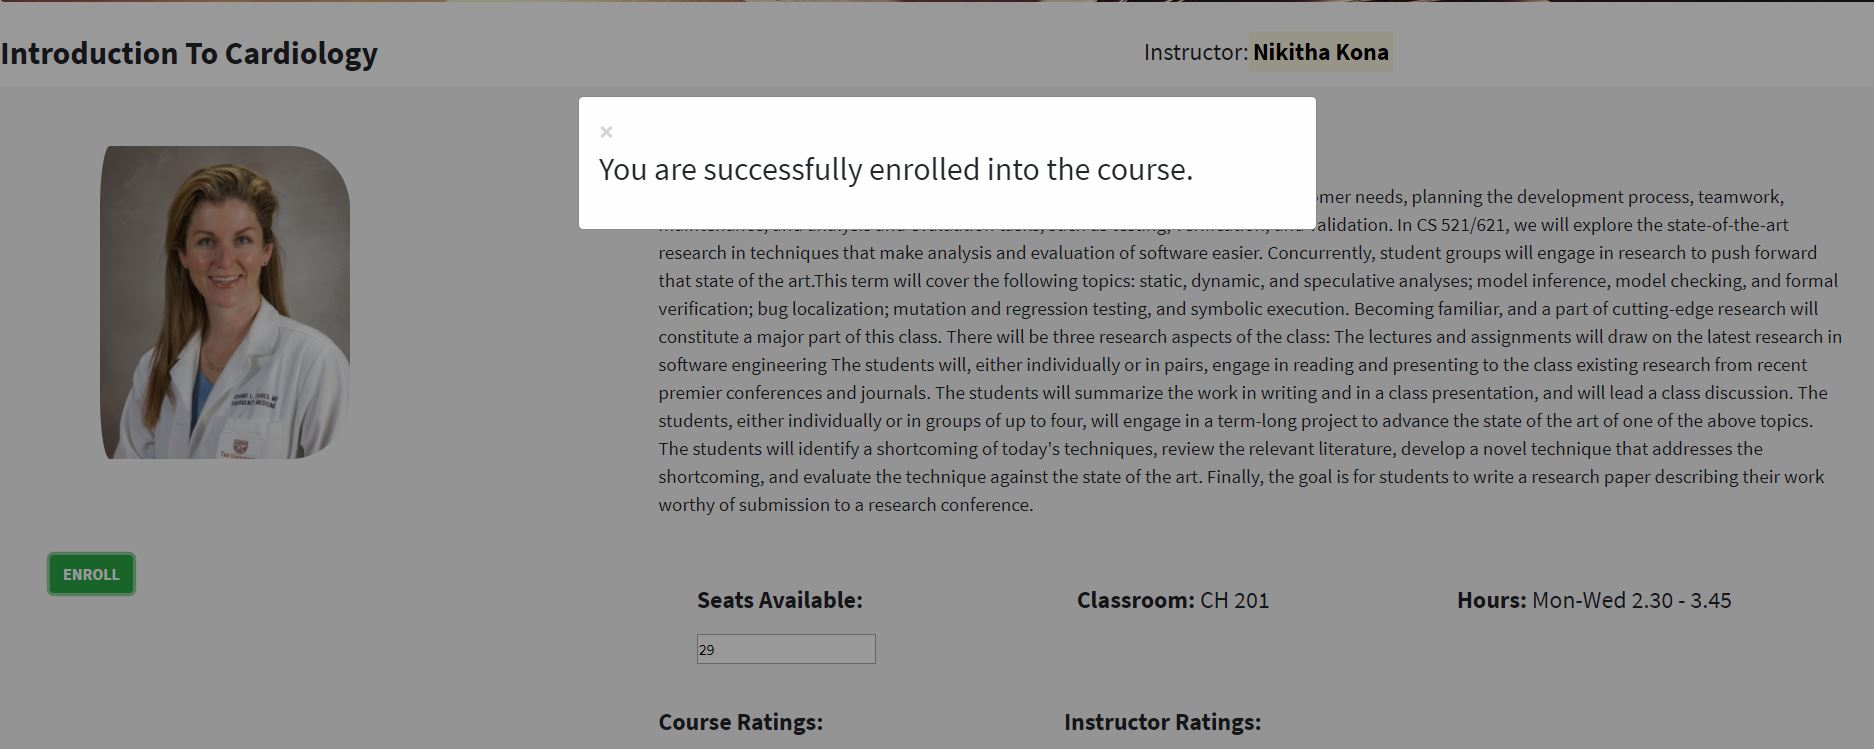 Introduction To Cardiology
Instructor: Nikitha Kona
×
You are successfully enrolled into the course.
needs, planning the development process, teamwork,
In CS 521/621, we will explore the state-of-the-art
research in techniques that make analysis and evaluation of software easier. Concurrently, student groups will engage in research to push forward
that state of the art.This term will cover the following topics: static, dynamic, and speculative analyses; model inference, model checking, and formal
verification; bug localization; mutation and regression testing, and symbolic execution. Becoming familiar, and a part of cutting-edge research will
constitute a major part of this class. There will be three research aspects of the class: The lectures and assignments will draw on the latest research in
software engineering The students will, either individually or in pairs, engage in reading and presenting to the class existing research from recent
premier conferences and journals. The students will summarize the work in writing and in a class presentation, and will lead a class discussion. The
students, either individually or in groups of up to four, will engage in a term-long project to advance the state of the art of one of the above topics.
The students will identify a shortcoming of today's techniques, review the relevant literature, develop a novel technique that addresses the
shortcoming, and evaluate the technique against the state of the art. Finally, the goal is for students to write a research paper describing their work
worthy of submission to a research conference.
ENROLL
Seats Available:
Classroom: CH 201
Hours: Mon-Wed 2.30 - 3.45
29
Course Ratings:
Instructor Ratings: